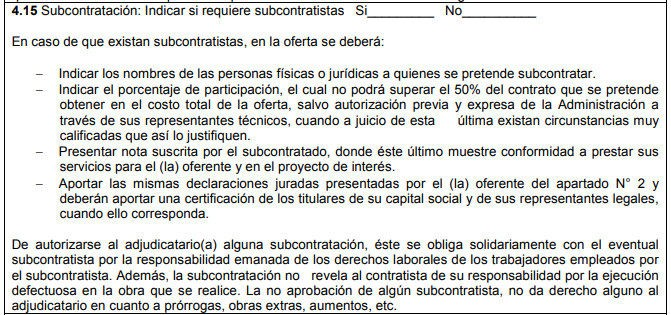 4.15 Subcontratación: Indicar si requiere subcontratistas Si_________ No__________
En caso de que existan subcontratistas, en la oferta se deberá:
– Indicar los nombres de las personas físicas o jurídicas a quienes se pretende subcontratar.
– Indicar el porcentaje de participación, el cual no podrá superar el 50% del contrato que se pretende
obtener en el costo total de la oferta, salvo autorización previa y expresa de la Administración a
través de sus representantes técnicos, cuando a juicio de esta última existan circunstancias muy
calificadas que así lo justifiquen.
– Presentar nota suscrita por el subcontratado, donde éste último muestre conformidad a prestar sus
servicios para el (la) oferente y en el proyecto de interés.
– Aportar las mismas declaraciones juradas presentadas por el (la) oferente del apartado N° 2 y
deberán aportar una certificación de los titulares de su capital social y de sus representantes legales,
cuando ello corresponda.
De autorizarse al adjudicatario(a) alguna subcontratación, éste se obliga solidariamente con el eventual
subcontratista por la responsabilidad emanada de los derechos laborales de los trabajadores empleados por
el subcontratista. Además, la subcontratación no revela al contratista de su responsabilidad por la ejecución
defectuosa en la obra que se realice. La no aprobación de algún subcontratista, no da derecho alguno al
adjudicatario en cuanto a prórrogas, obras extras, aumentos, etc.